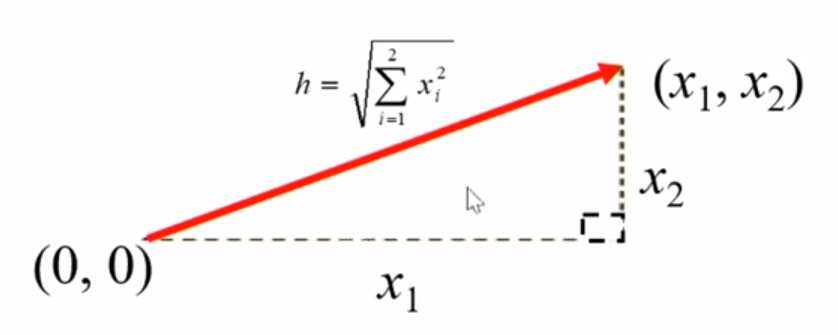 h = √∑_{i=1}^{2} x_i^2
(x₁, x₂)
x₂
(0, 0)
x₁